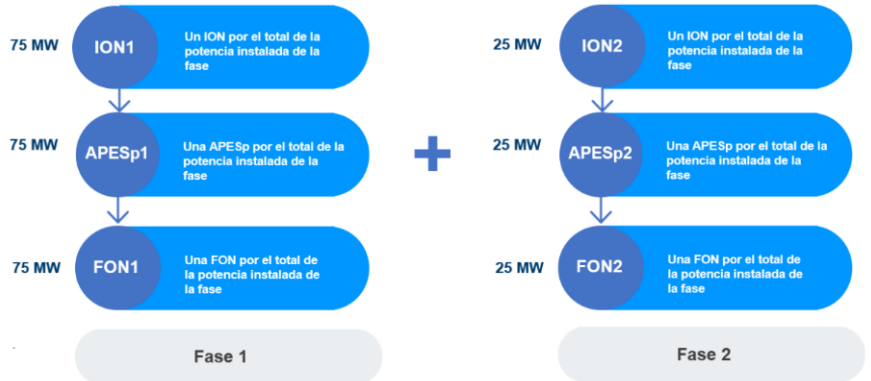 75 MW
ION1
Un ION por el total de la
potencia instalada de la
fase
75 MW
APESp1
Una APESp por el total de la
potencia instalada de la
fase
75 MW
FON1
Una FON por el total de
la potencia instalada de
la fase
Fase 1
+
25 MW
ION2
Un ION por el total de la
potencia instalada de la
fase
25 MW
APESp2
Una APESp por el total de la
potencia instalada de la
fase
25 MW
FON2
Una FON por el total de
la potencia instalada de
la fase
Fase 2